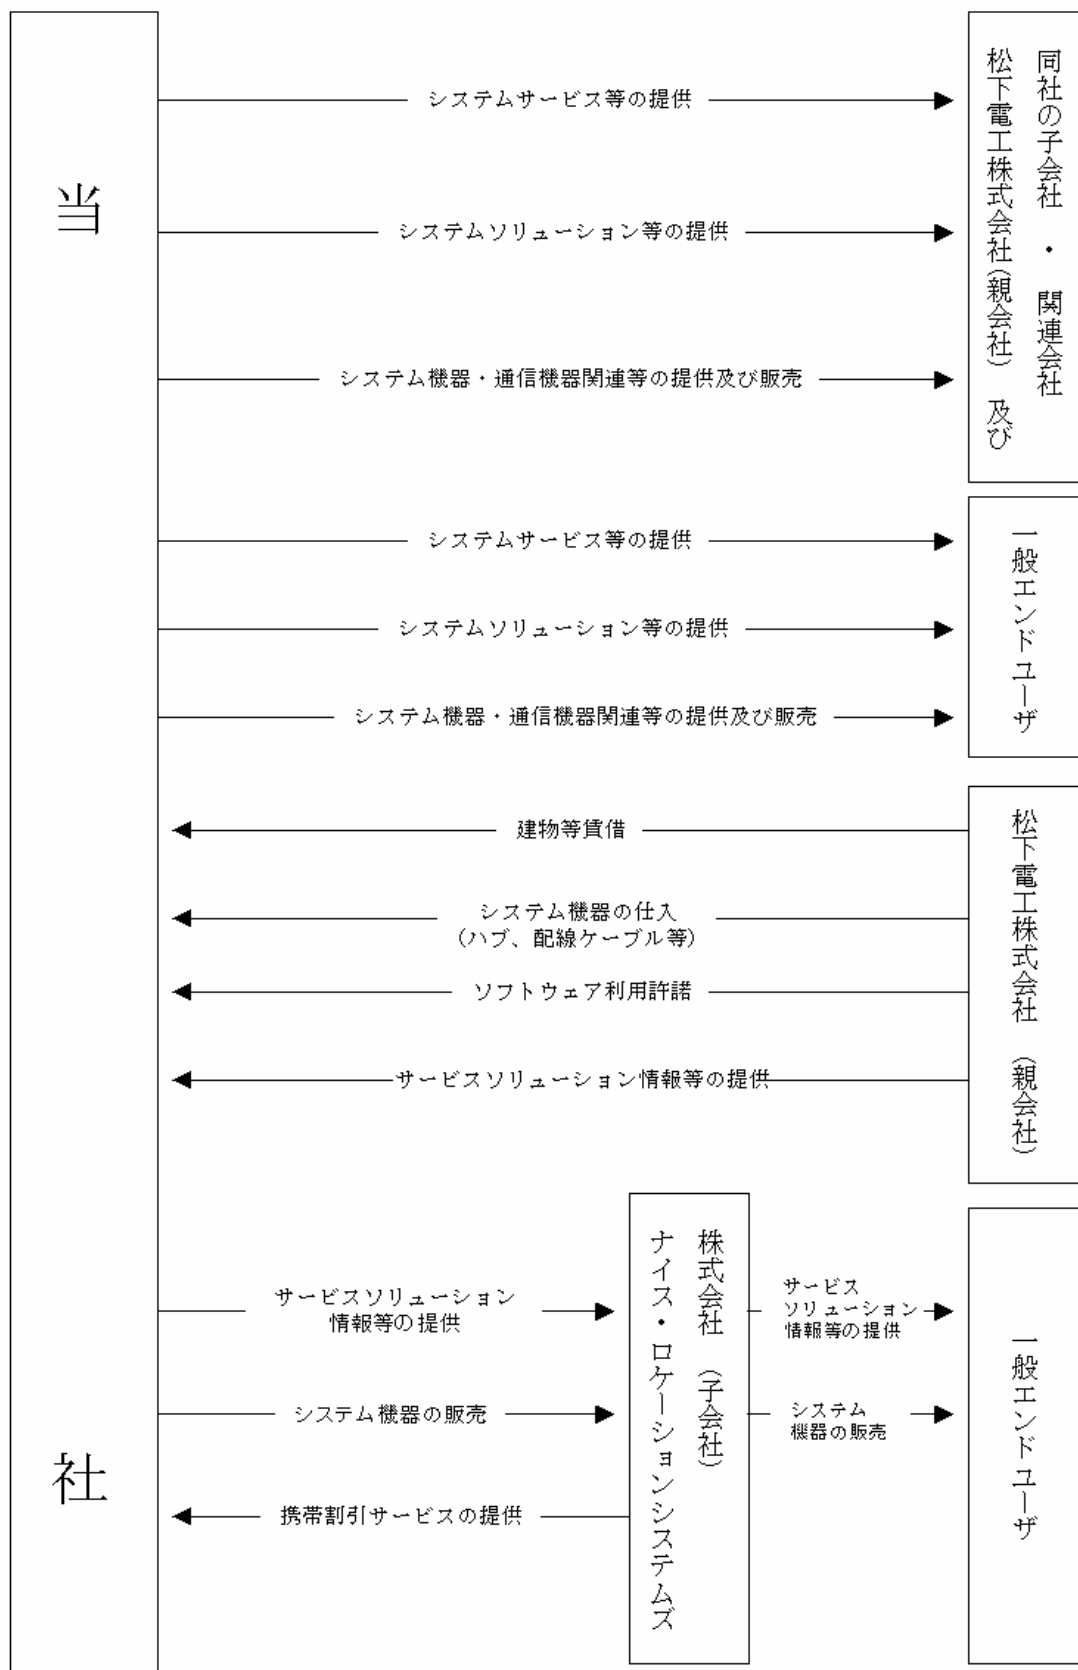 当社
システムサービス等の提供
システムソリューション等の提供
システム機器・通信機器関連等の提供及び販売
松下電工株式会社(親会社) 及び
同社の子会社 ・ 関連会社
システムサービス等の提供
システムソリューション等の提供
システム機器・通信機器関連等の提供及び販売
一般エンドユーザ
建物等賃借
システム機器の仕入
(ハブ、配線ケーブル等)
ソフトウェア利用許諾
サービスソリューション情報等の提供
松下電工株式会社 (親会社)
サービスソリューション
情報等の提供
システム機器の販売
携帯割引サービスの提供
ナイス・ロケーションシステムズ
株式会社 (子会社)
サービス
ソリューション
情報等の提供
システム
機器の販売
一般エンドユーザ